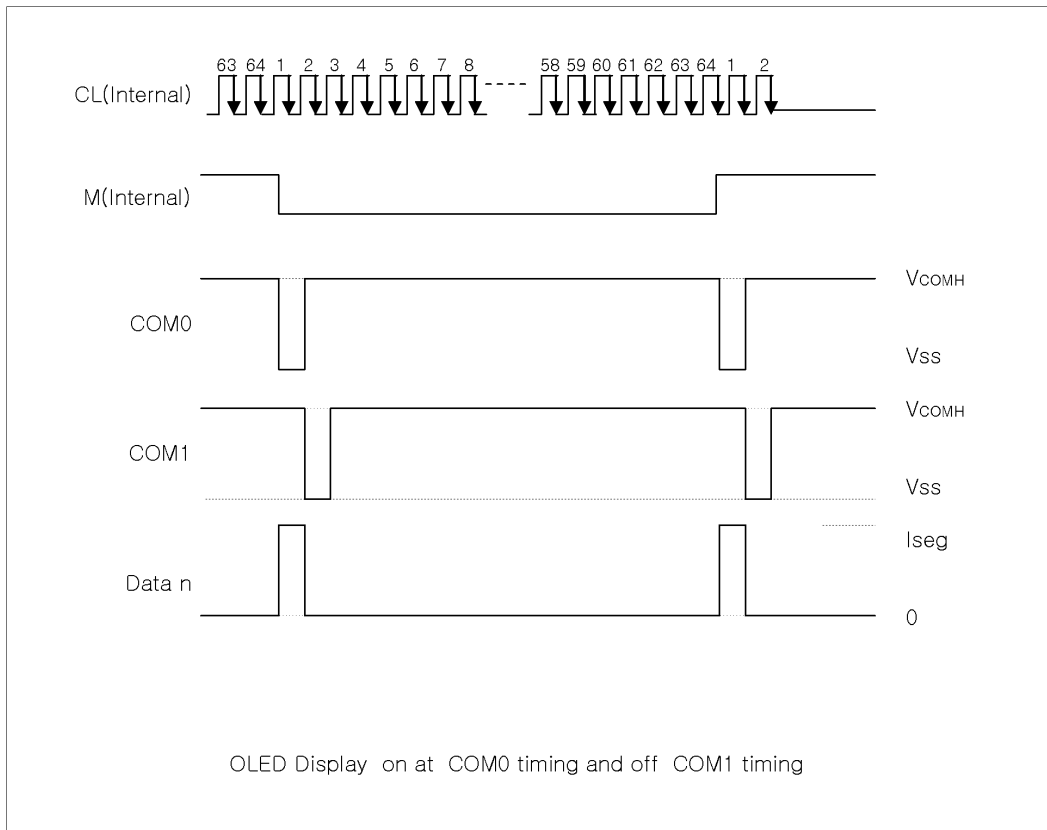 63 64 1 2 3 4 5 6 7 8 58 59 60 61 62 63 64 1 2
CL(Internal)
M(Internal)
VCOMH
COM0
Vss
VCOMH
COM1
Vss
Iseg
Data n
0
OLED Display on at COM0 timing and off COM1 timing